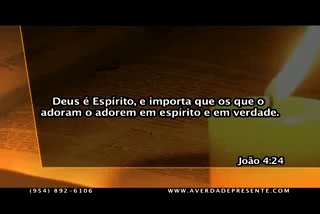 Deus é Espírito, e importa que os que o
adoram o adorem em espírito e em verdade.
João 4:24
(954) 892-6106
WWW.AVERDADEPRESENTE.COM